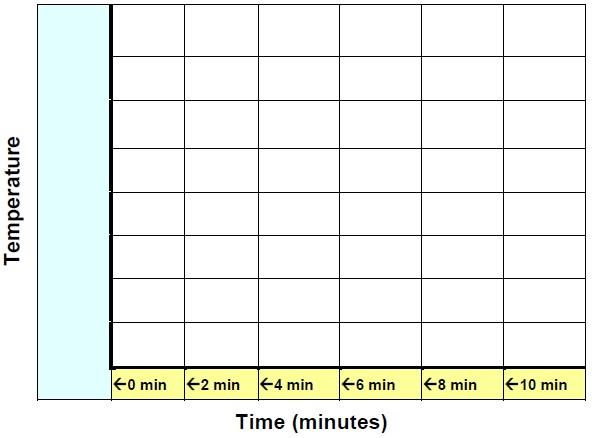 Temperature
←0 min
←2 min
←4 min
←6 min
←8 min
←10 min
Time (minutes)